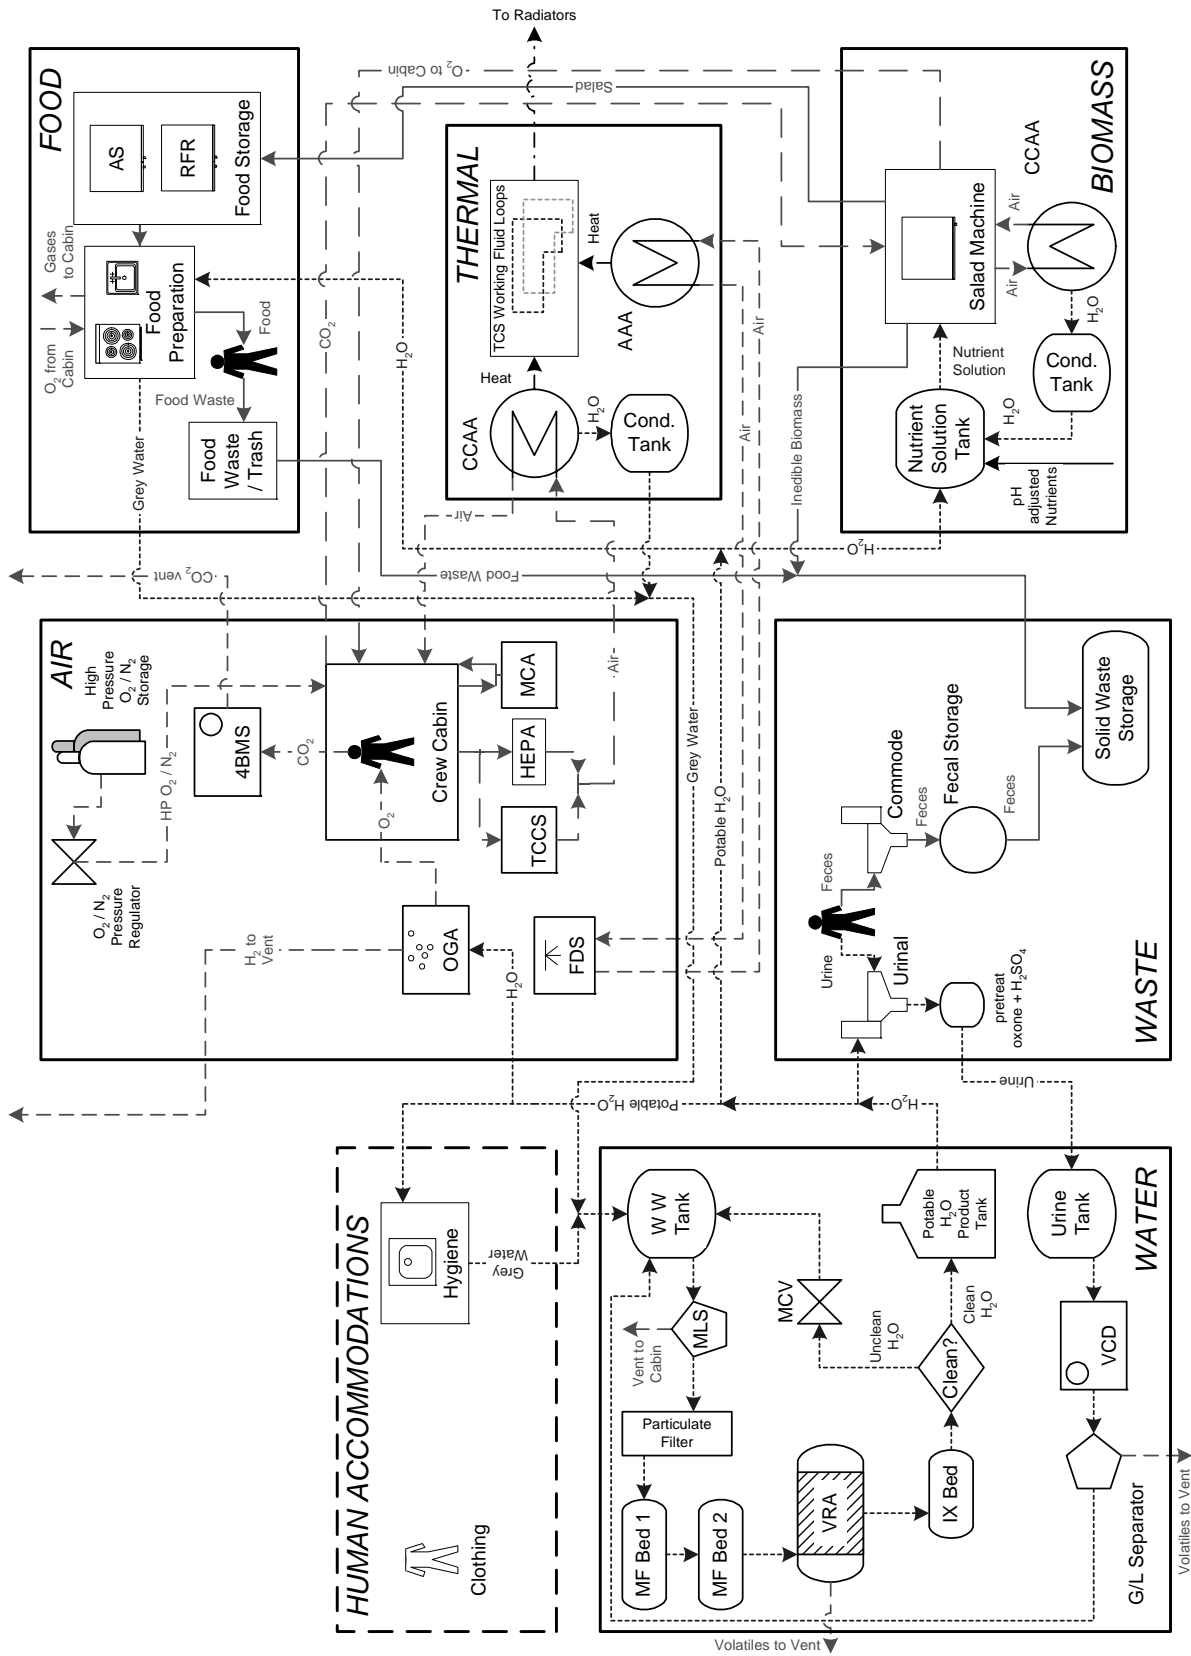 To Radiators
FOOD
AS
RFR
Food Storage
Gases
to Cabin
O2 from
Cabin
Food
Preparation
Food
Food Waste
Food
Waste
/ Trash
Grey Water
CO2
O2 to Cabin
Salad
H2O
THERMAL
TCS Working Fluid Loops
Heat
Heat
AAA
CCAA
H2O
Cond.
Tank
Air
Air
Air
Air
BIOMASS
CCAA
Salad Machine
Air
Air
H2O
Cond.
Tank
H2O
Nutrient
Solution
Nutrient
Solution
Tank
pH
adjusted
Nutrients
Inedible Biomass
H2O
Food Waste
CO2 vent
AIR
High
Pressure
O2 / N2
Storage
HP O2 / N2
O2 / N2
Pressure
Regulator
4BMS
CO2
Crew Cabin
O2
MCA
HEPA
TCCS
OGA
H2O
H2 to
Vent
FDS
Grey Water
Potable H2O
WASTE
Solid Waste
Storage
Feces
Fecal Storage
Feces
Commode
Feces
Urine
Urinal
pretreat
oxone + H2SO4
Urine
Potable H2O
H2O
HUMAN ACCOMMODATIONS
Hygiene
Grey
Water
Clothing
WATER
W W
Tank
MLS
Vent to
Cabin
Particulate
Filter
MF Bed 1
MF Bed 2
VRA
Volatiles to Vent
IX Bed
Clean?
Unclean
H2O
Clean
H2O
MCV
Potable
H2O
Product
Tank
Urine
Tank
VCD
G/L Separator
Volatiles to Vent